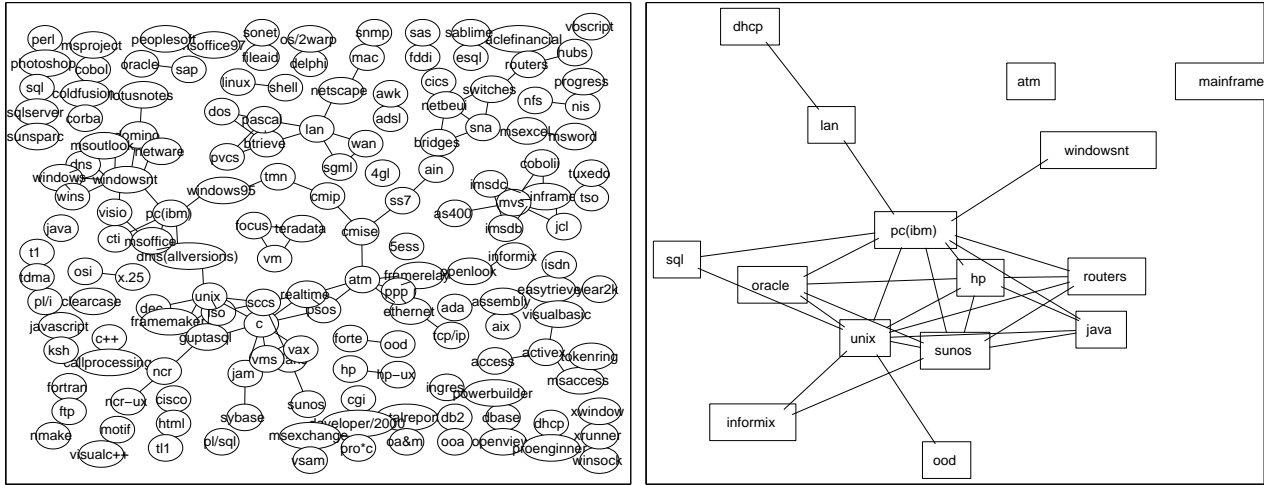 perl
msproject
peoplesoft
soffice97
sonet
os/2warp
snmp
sas
sablime
aclefinancial
vbscript
photoshop
cobol
oracle
sap
fileaid
delphi
mac
fddi
esql
routers
hubs
sql
coldfusion
lotusnotes
linux
shell
netscape
awk
cics
switches
progress
sqlserver
corba
dos
pascal
lan
adsl
netbeui
nfs
nis
sunsparc
domino
msoutlook
netware
btrieve
wan
bridges
sna
msexcel
msword
dns
pvcs
sgml
windows
windowsnt
windows95
tmn
4gl
ain
cobolii
wins
cmip
ss7
imsdc
mvs
inframe
tuxedo
tso
java
visio
pc(ibm)
focus
teradata
cmise
as400
imsdb
jcl
cti
msoffice
dms(allversions)
vm
5ess
t1
tdma
osi
x.25
informix
isdn
atm
framerelay
openlook
pl/i
clearcase
dec
unix
sccs
realtime
ppp
easytrieve
year2k
framemaker
iso
psos
ethernet
ada
assembly
visualbasic
javascript
c
c++
guptasql
tcp/ip
aix
ksh
callprocessing
vms
vax
forte
ood
access
activex
tokenring
msaccess
ncr
jam
hp
hp-ux
fortran
ncr-ux
cisco
sunos
cgi
ingres
powerbuilder
ftp
motif
html
sybase
db2
dbase
dhcp
xwindow
nmake
visualc++
tl1
pl/sql
msexchange
pro*c
oa&m
ooa
proenginner
xrunner
vsam
winsock
dhcp
atm
mainframe
lan
windowsnt
pc(ibm)
sql
oracle
hp
routers
unix
sunos
java
informix
ood